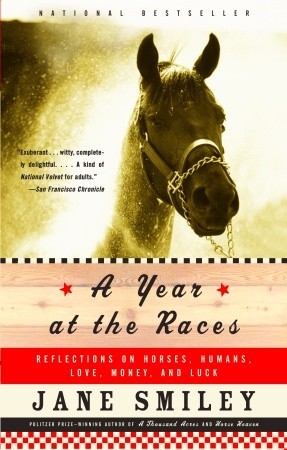 NATIONAL BESTSELLER
"Exuberant . . . witty, complete-
ly delightful. . . . A kind of
National Velvet for adults."
—San Francisco Chronicle
A Year
at the Races
REFLECTIONS ON HORSES, HUMANS,
LOVE, MONEY, AND LUCK
JANE SMILEY
PULITZER PRIZE–WINNING AUTHOR OF A Thousand Acres AND Horse Heaven